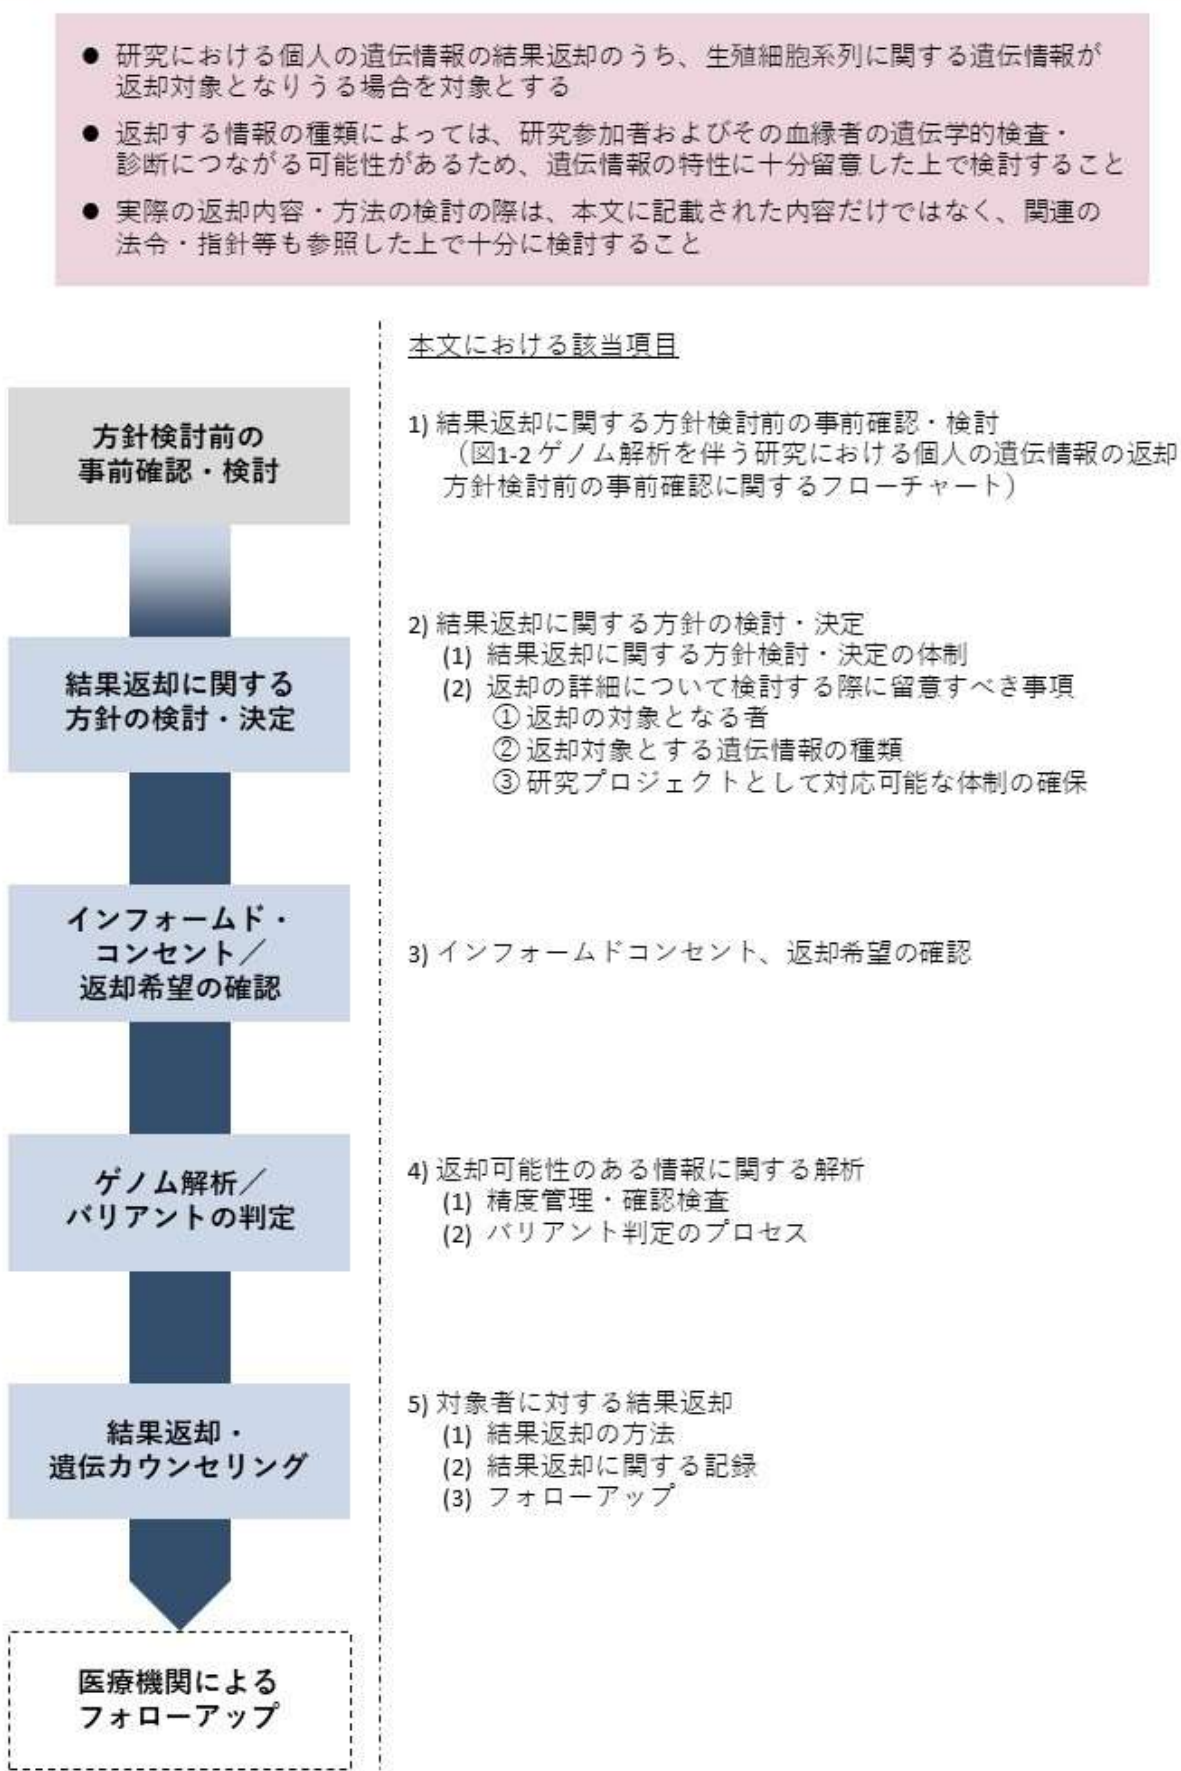 ● 研究における個人の遺伝情報の結果返却のうち、生殖細胞系列に関する遺伝情報が
返却対象となりうる場合を対象とする
● 返却する情報の種類によっては、研究参加者およびその血縁者の遺伝学的検査・
診断につながる可能性があるため、遺伝情報の特性に十分留意した上で検討すること
● 実際の返却内容・方法の検討の際は、本文に記載された内容だけではなく、関連の
法令・指針等も参照した上で十分に検討すること
本文における該当項目
方針検討前の
事前確認・検討
1) 結果返却に関する方針検討前の事前確認・検討
（図1-2 ゲノム解析を伴う研究における個人の遺伝情報の返却
方針検討前の事前確認に関するフローチャート）
結果返却に関する
方針の検討・決定
2) 結果返却に関する方針の検討・決定
(1) 結果返却に関する方針検討・決定の体制
(2) 返却の詳細について検討する際に留意すべき事項
① 返却の対象となる者
② 返却対象とする遺伝情報の種類
③ 研究プロジェクトとして対応可能な体制の確保
インフォームド・
コンセント／
返却希望の確認
3) インフォームドコンセント、返却希望の確認
ゲノム解析／
バリアントの判定
4) 返却可能性のある情報に関する解析
(1) 精度管理・確認検査
(2) バリアント判定のプロセス
結果返却・
遺伝カウンセリング
5) 対象者に対する結果返却
(1) 結果返却の方法
(2) 結果返却に関する記録
(3) フォローアップ
医療機関による
フォローアップ